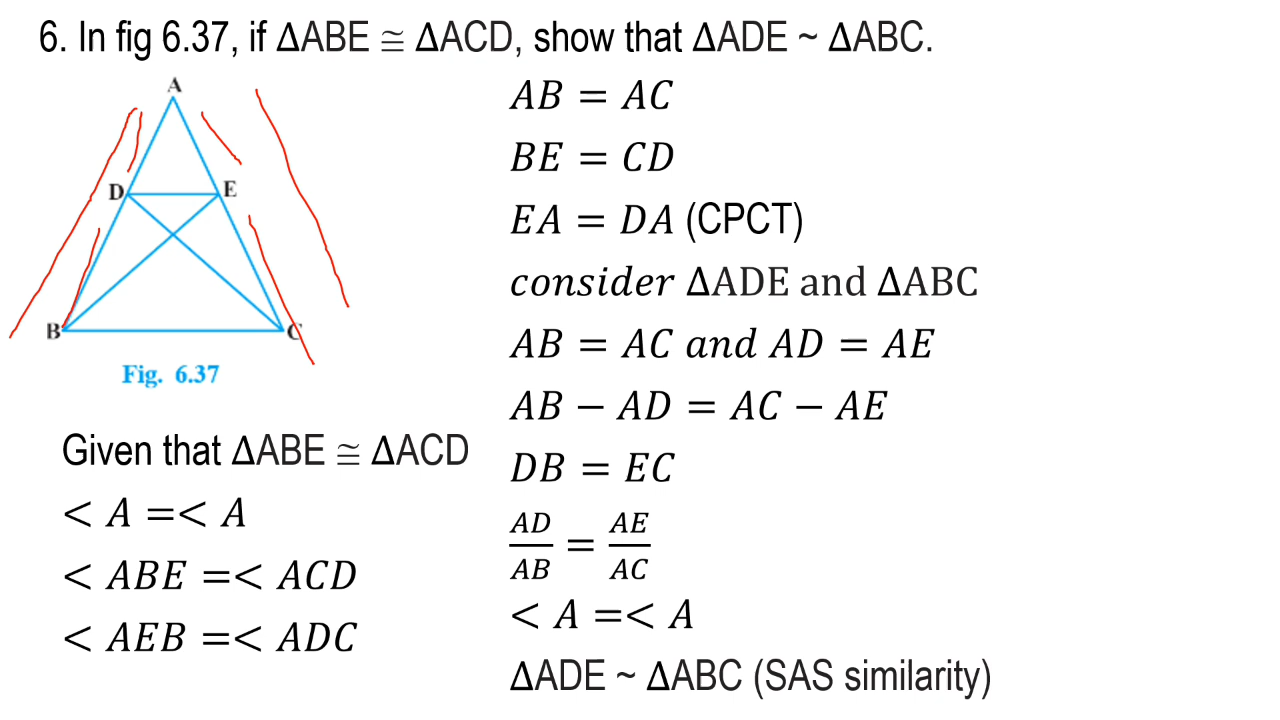 6. In fig 6.37, if ΔABE ≅ ΔACD, show that ΔADE ~ ΔABC.
A
D
E
B
C
Fig. 6.37
Given that ΔABE ≅ ΔACD
< A =< A
< ABE =< ACD
< AEB =< ADC
AB = AC
BE = CD
EA = DA (CPCT)
consider ΔADE and ΔABC
AB = AC and AD = AE
AB − AD = AC − AE
DB = EC
AD/AB = AE/AC
< A =< A
ΔADE ~ ΔABC (SAS similarity)